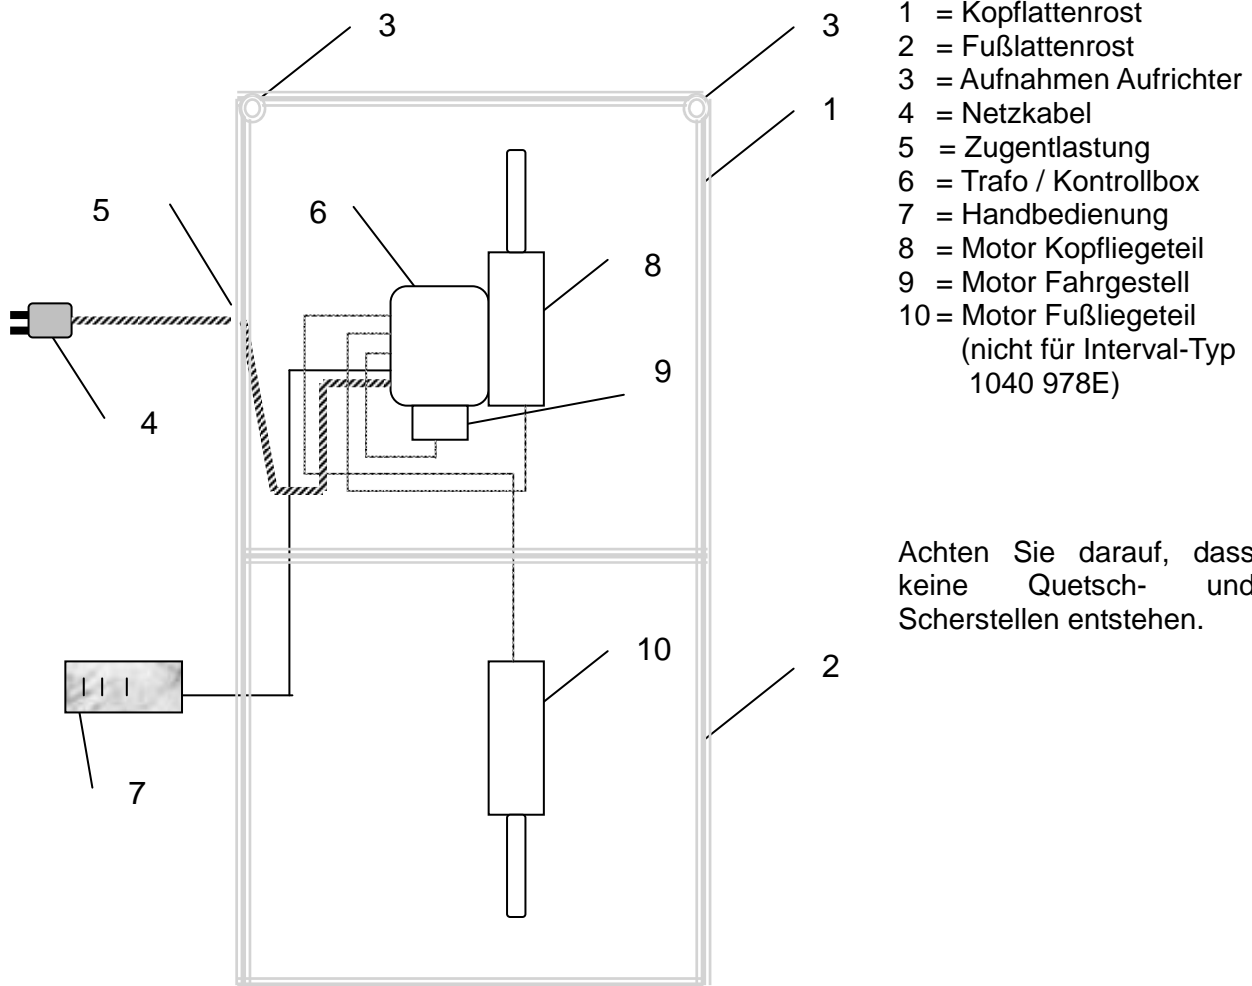 3
3
1
5
6
8
9
4
10
2
7
1 = Kopflattenrost
2 = Fußlattenrost
3 = Aufnahmen Aufrichter
4 = Netzkabel
5 = Zugentlastung
6 = Trafo / Kontrollbox
7 = Handbedienung
8 = Motor Kopfliegeteil
9 = Motor Fahrgestell
10 = Motor Fußliegeteil
(nicht für Interval-Typ
1040 978E)
Achten Sie darauf, dass
keine Quetsch- und
Scherstellen entstehen.